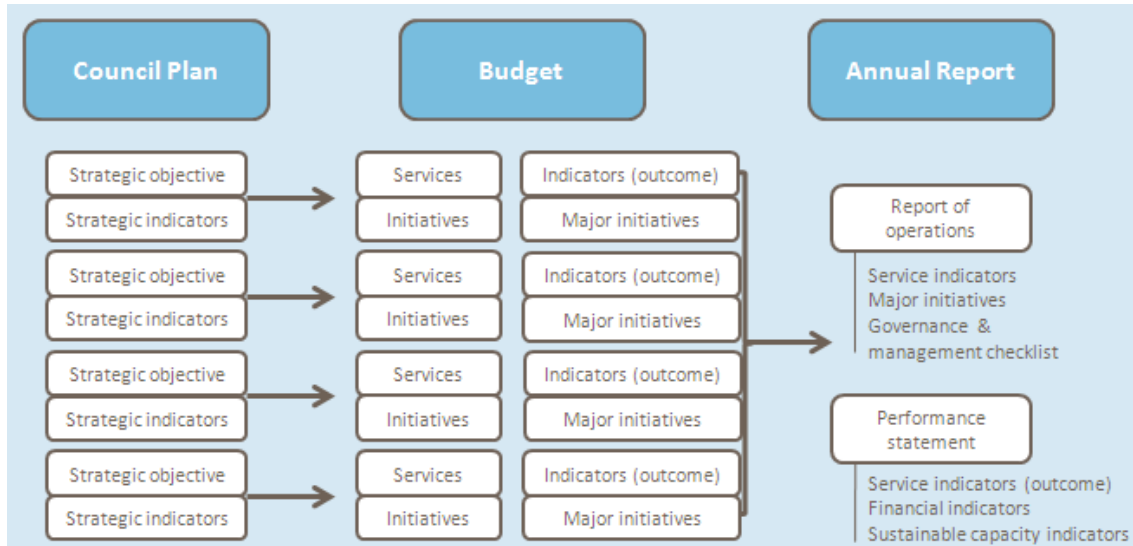 Council Plan
Budget
Annual Report
Strategic objective
Strategic indicators
Strategic objective
Strategic indicators
Strategic objective
Strategic indicators
Strategic objective
Strategic indicators
Services
Indicators (outcome)
Initiatives
Major initiatives
Services
Indicators (outcome)
Initiatives
Major initiatives
Services
Indicators (outcome)
Initiatives
Major initiatives
Services
Indicators (outcome)
Initiatives
Major initiatives
Report of
operations
Service indicators
Major initiatives
Governance &
management checklist
Performance
statement
Service indicators (outcome)
Financial indicators
Sustainable capacity indicators